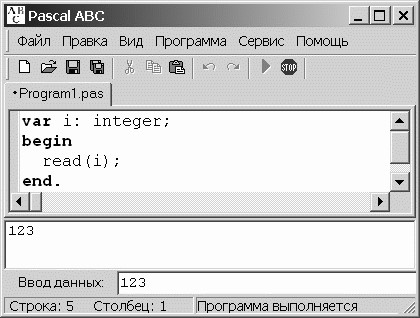 ABC Pascal ABC
Файл Правка Вид Программа Сервис Помощь
STOP
•Program1.pas
var i: integer;
begin
  read(i);
end.
123
Ввод данных: 123
Строка: 5 Столбец: 1 Программа выполняется